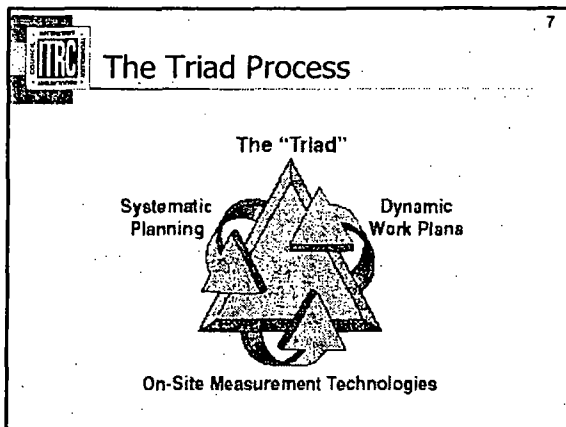 7
ITRC
The Triad Process
The "Triad"
Systematic
Planning
Dynamic
Work Plans
On-Site Measurement Technologies